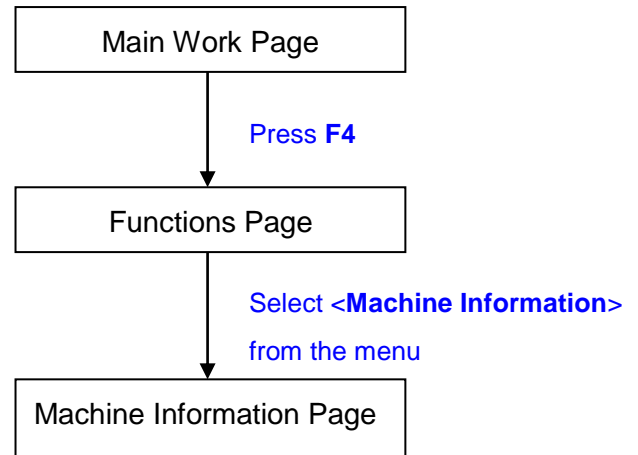 Main Work Page
Press F4
Functions Page
Select <Machine Information>
from the menu
Machine Information Page